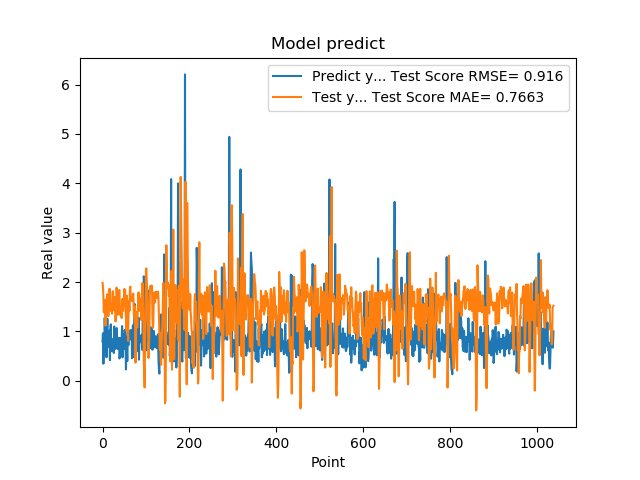 Model predict
Predict y... Test Score RMSE= 0.916
Test y... Test Score MAE= 0.7663
6
5
4
3
2
1
0
Real value
0 200 400 600 800 1000
Point